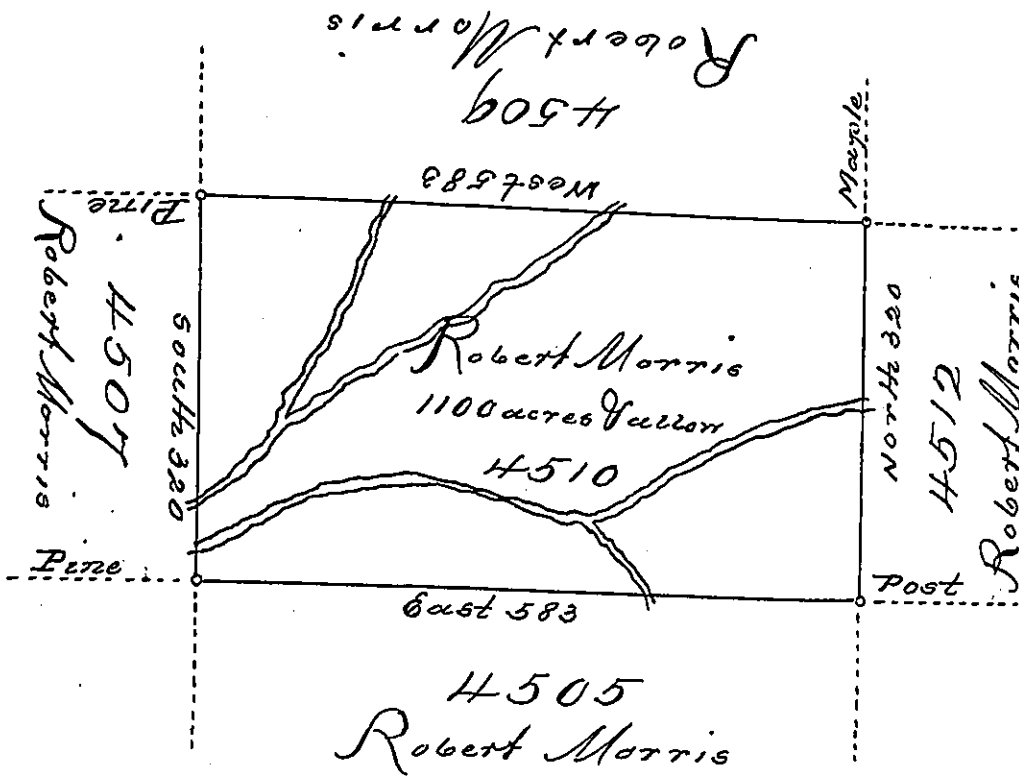 Robert Morris
4509
West 583
Maple
Pine
Robert Morris
4507
South 320
Robert Morris
1100 acres & allow
4510
North 320
4512
Robert Morris
Pine
Post
East 583
4505
Robert Morris